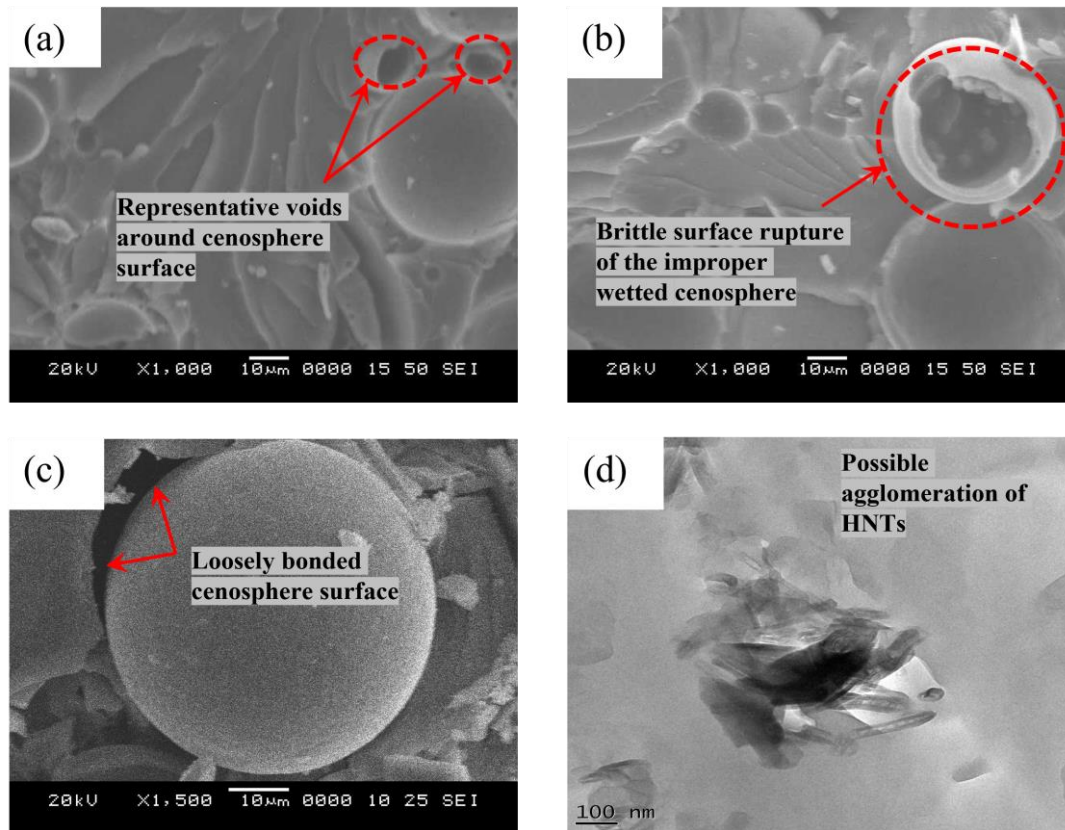 (a)
Representative voids
around cenosphere
surface
20kV X1,000 10μm 0000 15 50 SEI
(b)
Brittle surface rupture
of the improper
wetted cenosphere
20kV X1,000 10μm 0000 15 50 SEI
(c)
Loosely bonded
cenosphere surface
20kV X1,500 10μm 0000 10 25 SEI
(d)
Possible
agglomeration of
HNTs
100 nm